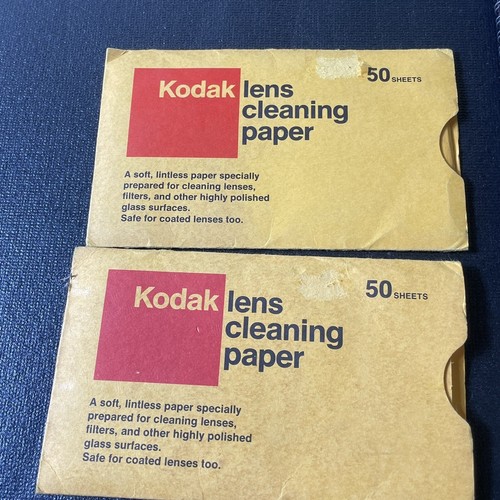 Kodak lens
cleaning
paper
50 SHEETS
A soft, lintless paper specially
prepared for cleaning lenses,
filters, and other highly polished
glass surfaces.
Safe for coated lenses too.
Kodak lens
cleaning
paper
50 SHEETS
A soft, lintless paper specially
prepared for cleaning lenses,
filters, and other highly polished
glass surfaces.
Safe for coated lenses too.